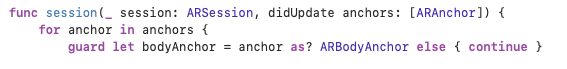 func session(_ session: ARSession, didUpdate anchors: [ARAnchor]) {
    for anchor in anchors {
        guard let bodyAnchor = anchor as? ARBodyAnchor else { continue }